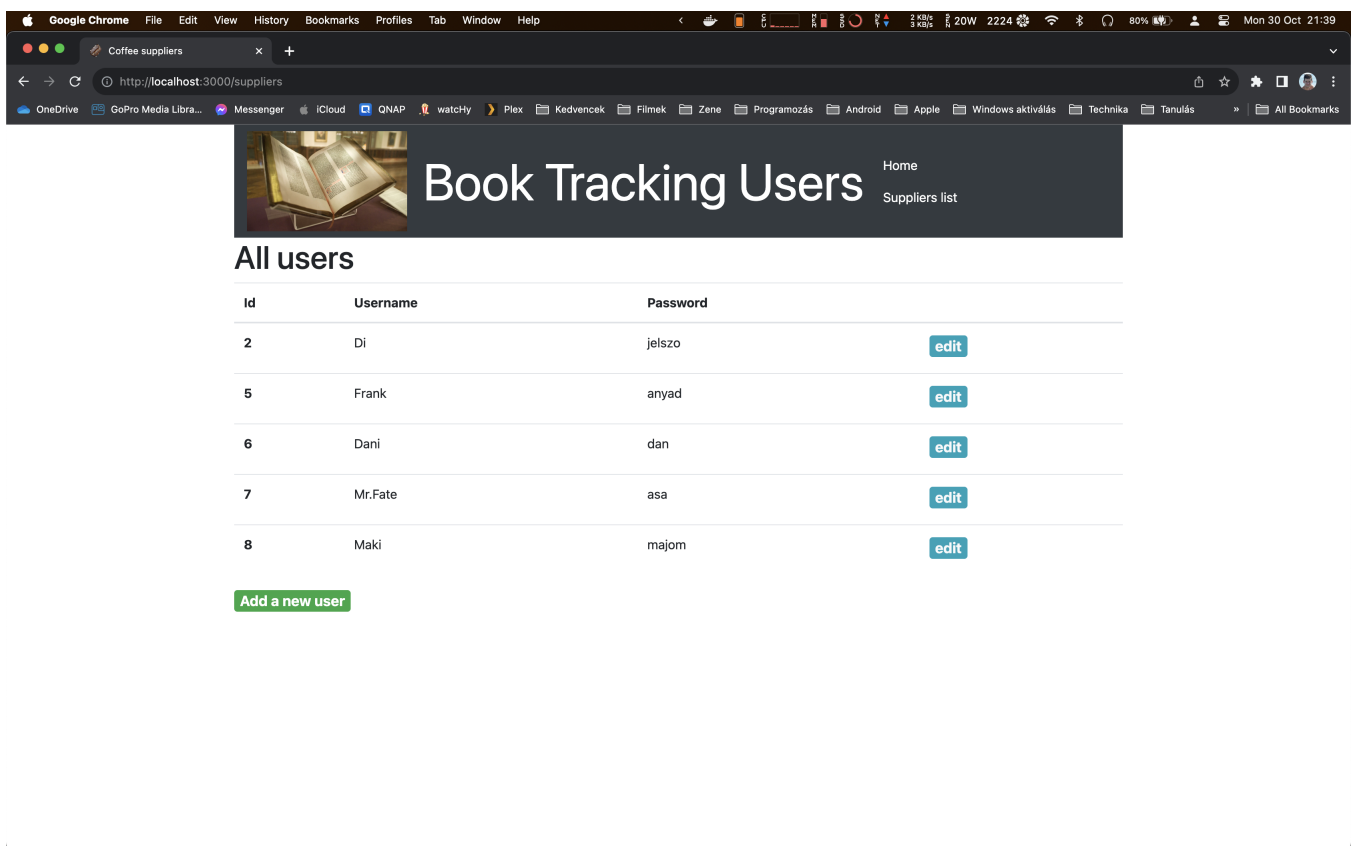 Google Chrome File Edit View History Bookmarks Profiles Tab Window Help 2 KB/s 3 KB/s 20W 2224 80% Mon 30 Oct 21:39
Coffee suppliers
http://localhost:3000/suppliers
OneDrive GoPro Media Libra... Messenger iCloud QNAP watcHy Plex Kedvencek Filmek Zene Programozás Android Apple Windows aktiválás Technika Tanulás » All Bookmarks
Book Tracking Users
Home
Suppliers list
All users
Id Username Password
2 Di jelszo edit
5 Frank anyad edit
6 Dani dan edit
7 Mr.Fate asa edit
8 Maki majom edit
Add a new user